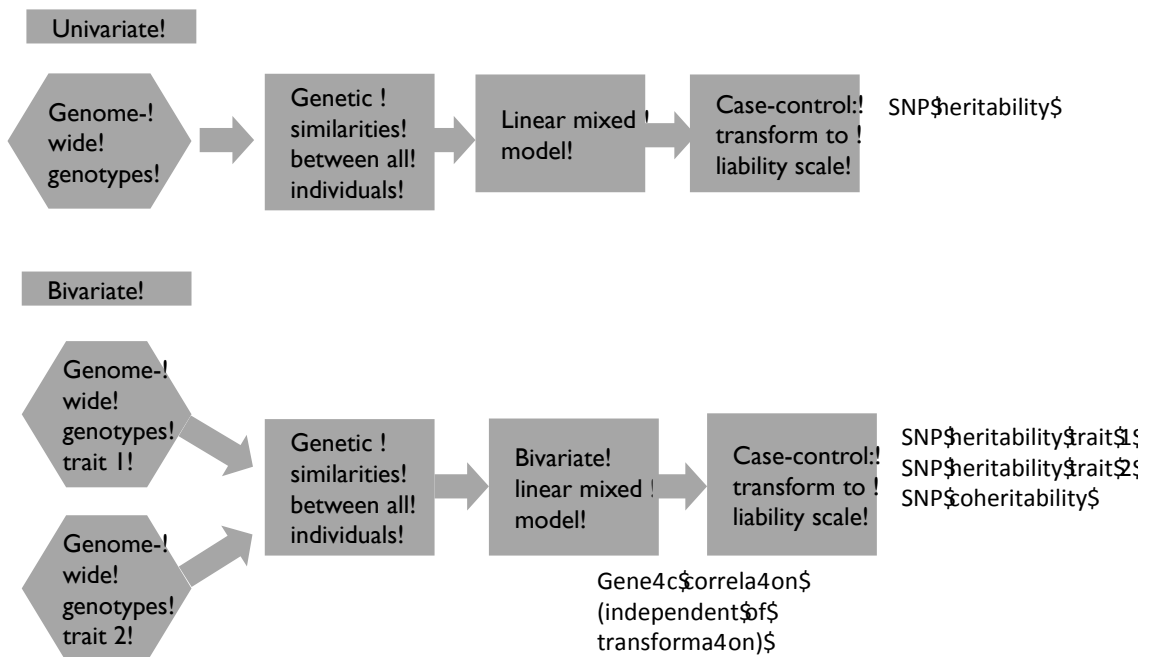 Univariate!
Genome-!
wide!
genotypes!
Genetic !
similarities!
between all!
individuals!
Linear mixed !
model!
Case-control:!
transform to !
liability scale!
SNP$heritability$
Bivariate!
Genome-!
wide!
genotypes!
trait 1!
Genome-!
wide!
genotypes!
trait 2!
Genetic !
similarities!
between all!
individuals!
Bivariate!
linear mixed !
model!
Case-control:!
transform to !
liability scale!
SNP$heritability$trait$1$
SNP$heritability$trait$2$
SNP$coheritability$
Gene4c$correla4on$
(independent$of$
transforma4on)$